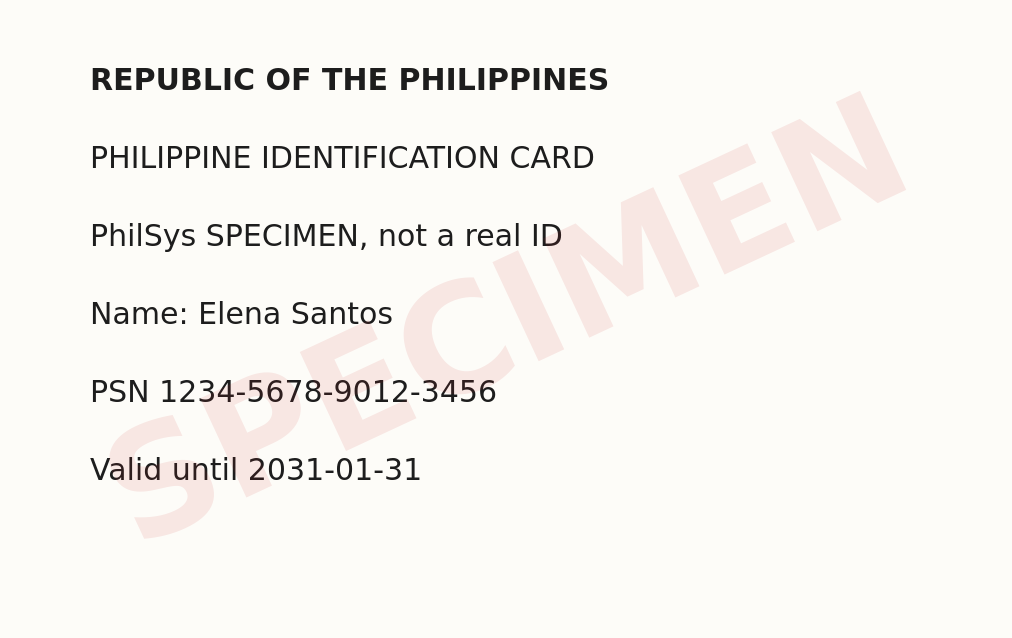 REPUBLIC OF THE PHILIPPINES
PHILIPPINE IDENTIFICATION CARD
PhilSys SPECIMEN, not a real ID
Name: Elena Santos
PSN 1234-5678-9012-3456
Valid until 2031-01-31
SPECIMEN